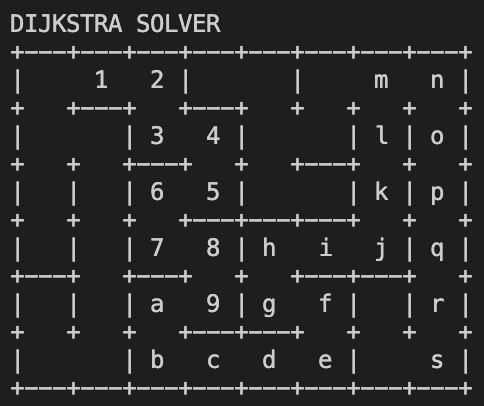 DIJKSTRA SOLVER
+---+---+---+---+---+---+---+---+
|     1   2 |       |     m   n |
+   +---+   +---+   +   +   +   +
|       | 3   4 |       | l | o |
+   +   +---+   +   +---+   +   +
|   |   | 6   5 |       | k | p |
+   +   +   +---+---+---+   +   +
|   |   | 7   8 | h   i   j | q |
+---+   +---+   +   +---+---+   +
|   |   | a   9 | g   f |   | r |
+   +   +   +---+---+   +   +   +
|       | b   c   d   e |     s |
+---+---+---+---+---+---+---+---+